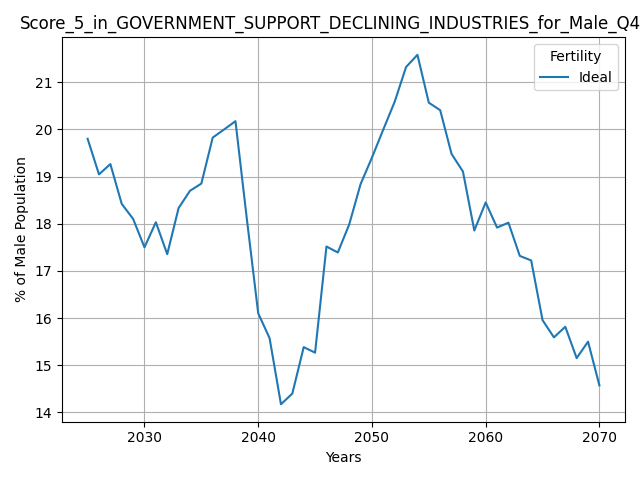 Score_5_in_GOVERNMENT_SUPPORT_DECLINING_INDUSTRIES_for_Male_Q4
Fertility
Ideal
% of Male Population
21
20
19
18
17
16
15
14
2030 2040 2050 2060 2070
Years